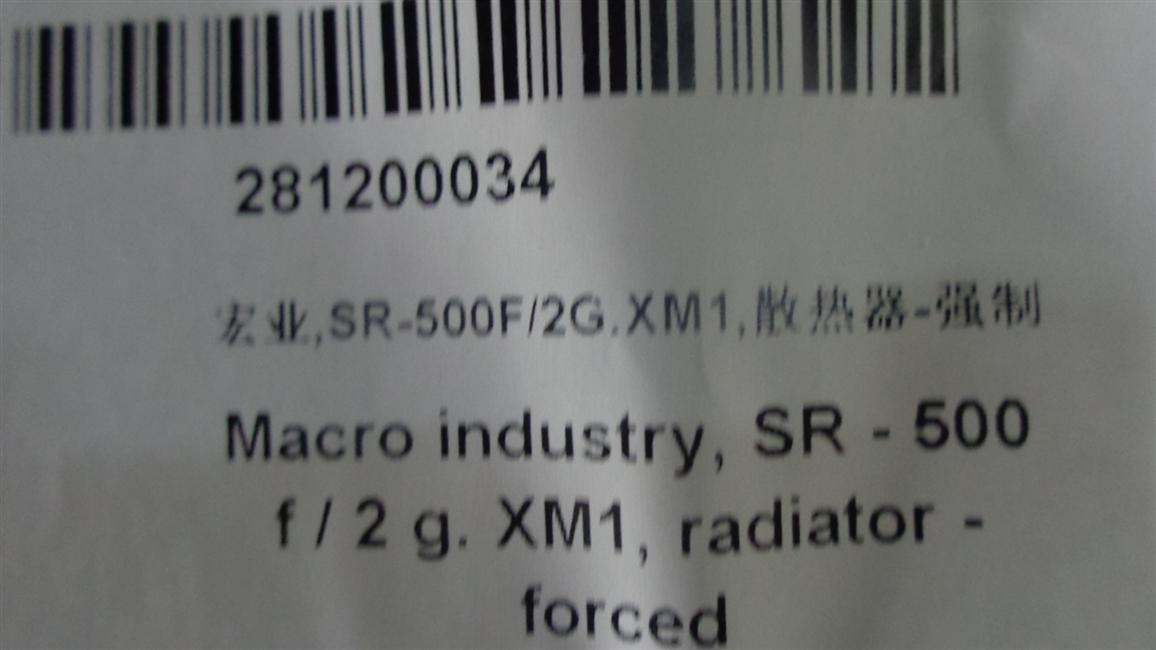 281200034
宏业,SR-500F/2G.XM1,散热器-强制
Macro industry, SR - 500
f / 2 g. XM1, radiator -
forced